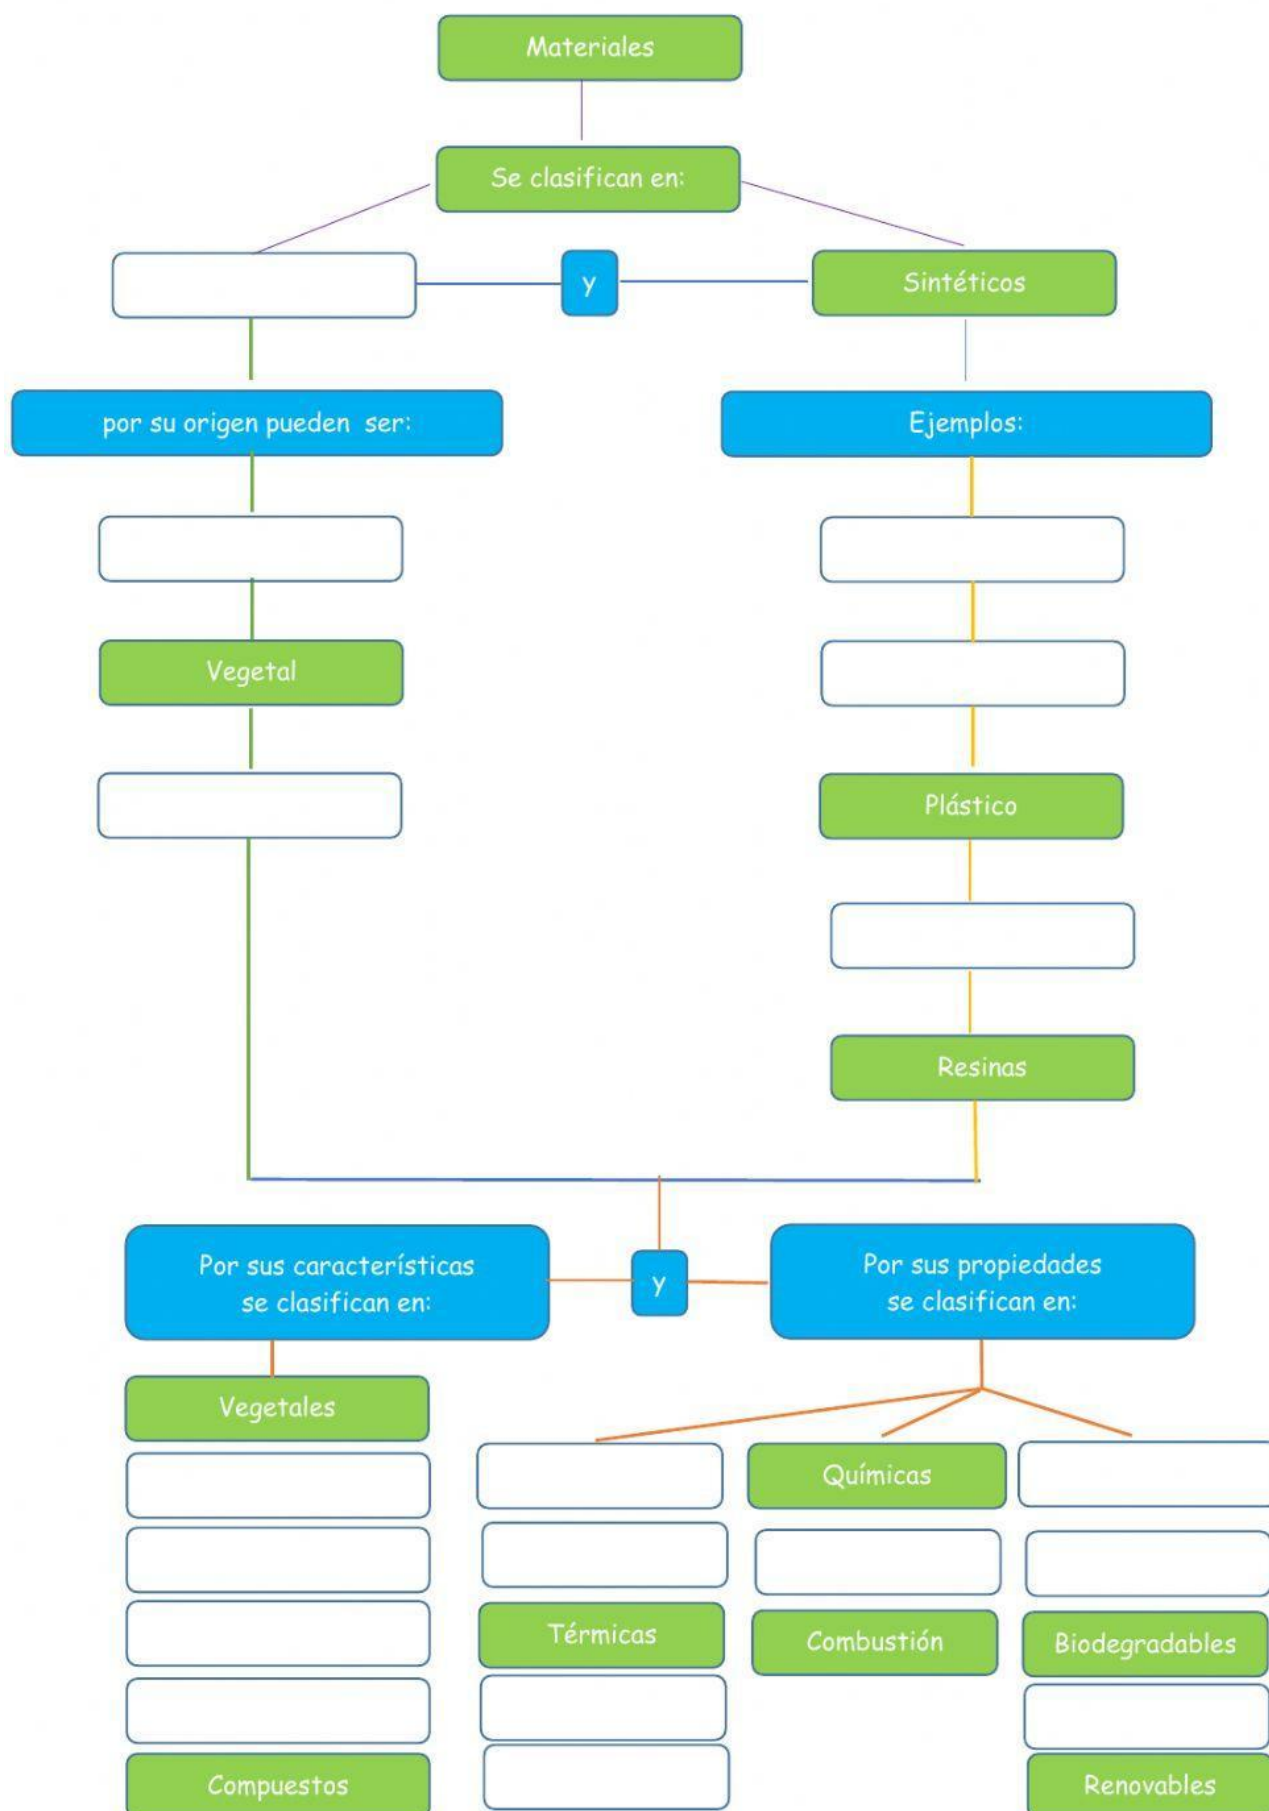 Materiales
Se clasifican en:
y
Sintéticos
por su origen pueden ser:
Ejemplos:
Vegetal
Plástico
Resinas
Por sus características
se clasifican en:
y
Por sus propiedades
se clasifican en:
Vegetales
Químicas
Térmicas
Combustión
Biodegradables
Compuestos
Renovables